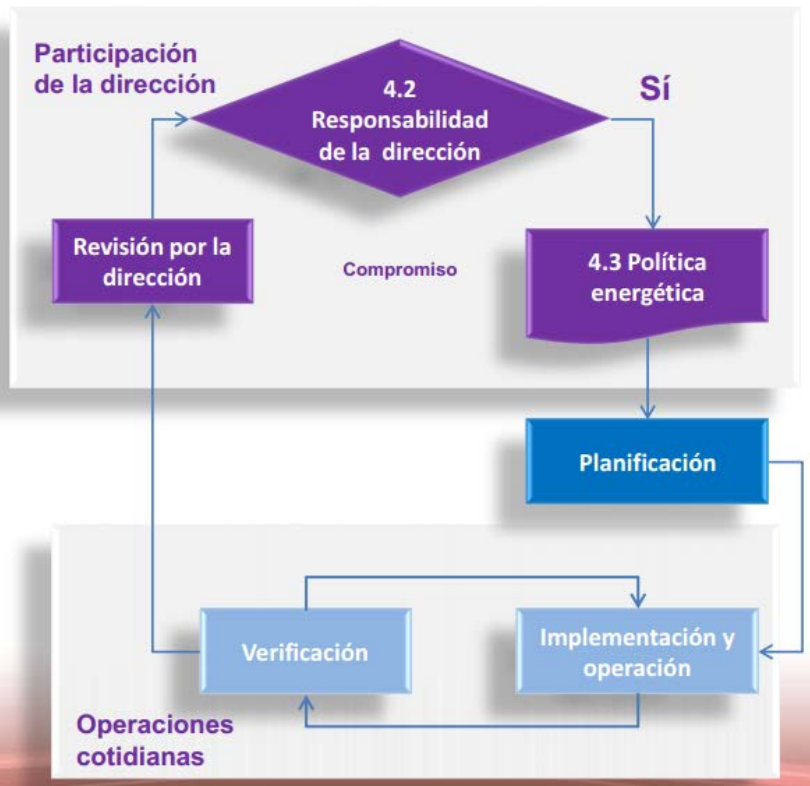 Participación
de la dirección
4.2
Responsabilidad
de la dirección
Sí
Revisión por la
dirección
Compromiso
4.3 Política
energética
Planificación
Verificación
Implementación y
operación
Operaciones
cotidianas